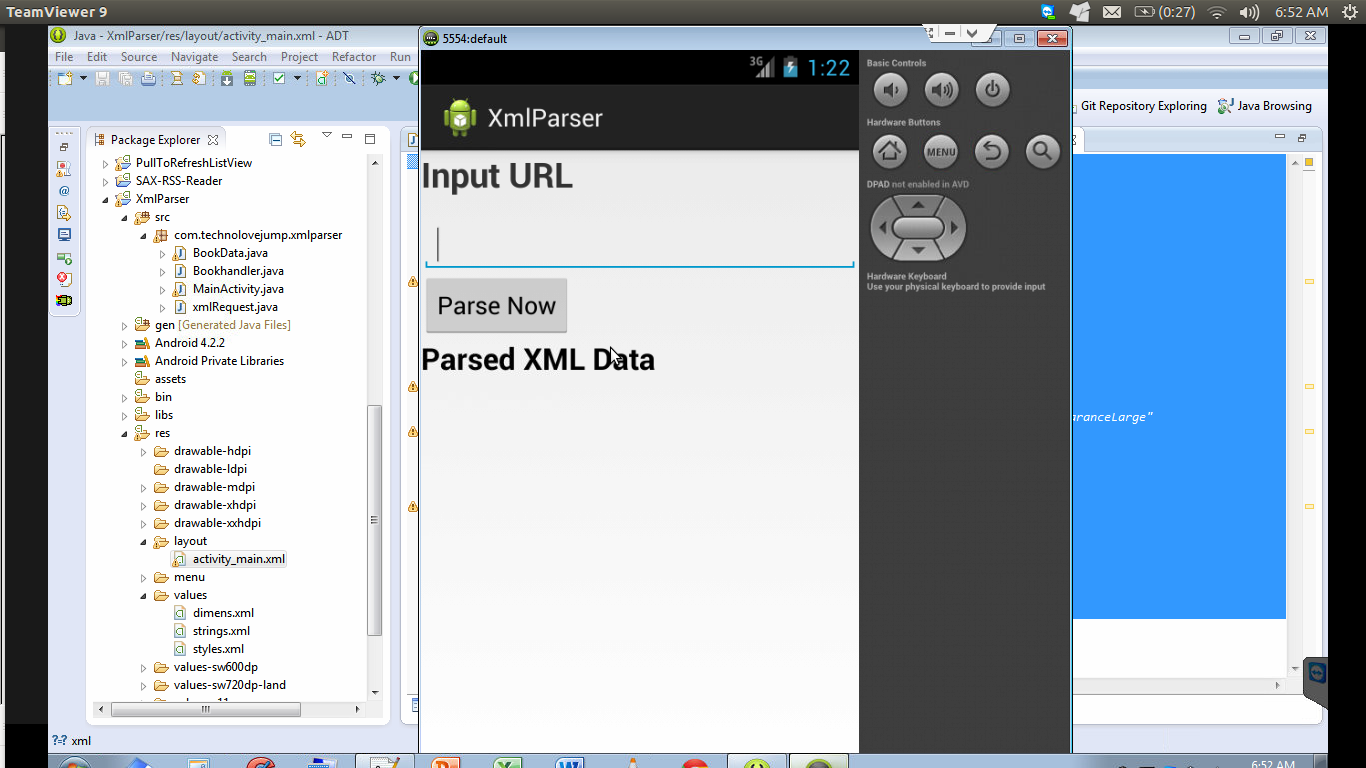 TeamViewer 9
(0:27)
6:52 AM
Java - XmlParser/res/layout/activity_main.xml - ADT
File Edit Source Navigate Search Project Refactor Run
Git Repository Exploring
Java Browsing
Package Explorer
PullToRefreshListView
SAX-RSS-Reader
XmlParser
src
com.technolovejump.xmlparser
BookData.java
Bookhandler.java
MainActivity.java
xmlRequest.java
gen [Generated Java Files]
Android 4.2.2
Android Private Libraries
assets
bin
libs
res
drawable-hdpi
drawable-ldpi
drawable-mdpi
drawable-xhdpi
drawable-xxhdpi
layout
activity_main.xml
menu
values
dimens.xml
strings.xml
styles.xml
values-sw600dp
values-sw720dp-land
xml
5554:default
3G
1:22
XmlParser
Input URL
Parse Now
Parsed XML Data
Basic Controls
Hardware Buttons
MENU
DPAD not enabled in AVD
Hardware Keyboard
Use your physical keyboard to provide input
aranceLarge"
6:52 AM